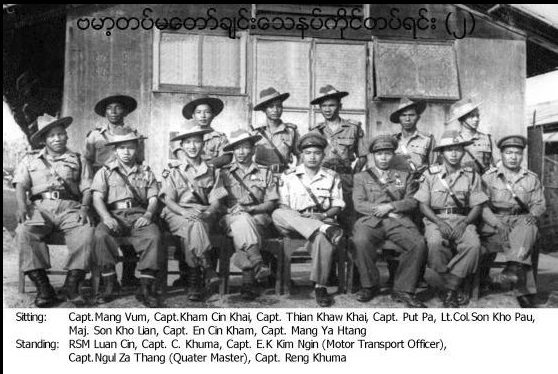 ဗမာ့တပ်မတော်ချင်းသေနတ်ကိုင်တပ်ရင်း (၂)
Sitting: Capt.Mang Vum, Capt.Kham Cin Khai, Capt. Thian Khaw Khai, Capt. Put Pa, Lt.Col.Son Kho Pau,
Maj. Son Kho Lian, Capt. En Cin Kham, Capt. Mang Ya Htang
Standing: RSM Luan Cin, Capt. C. Khuma, Capt. E.K Kim Ngin (Motor Transport Officer),
Capt.Ngul Za Thang (Quater Master), Capt. Reng Khuma